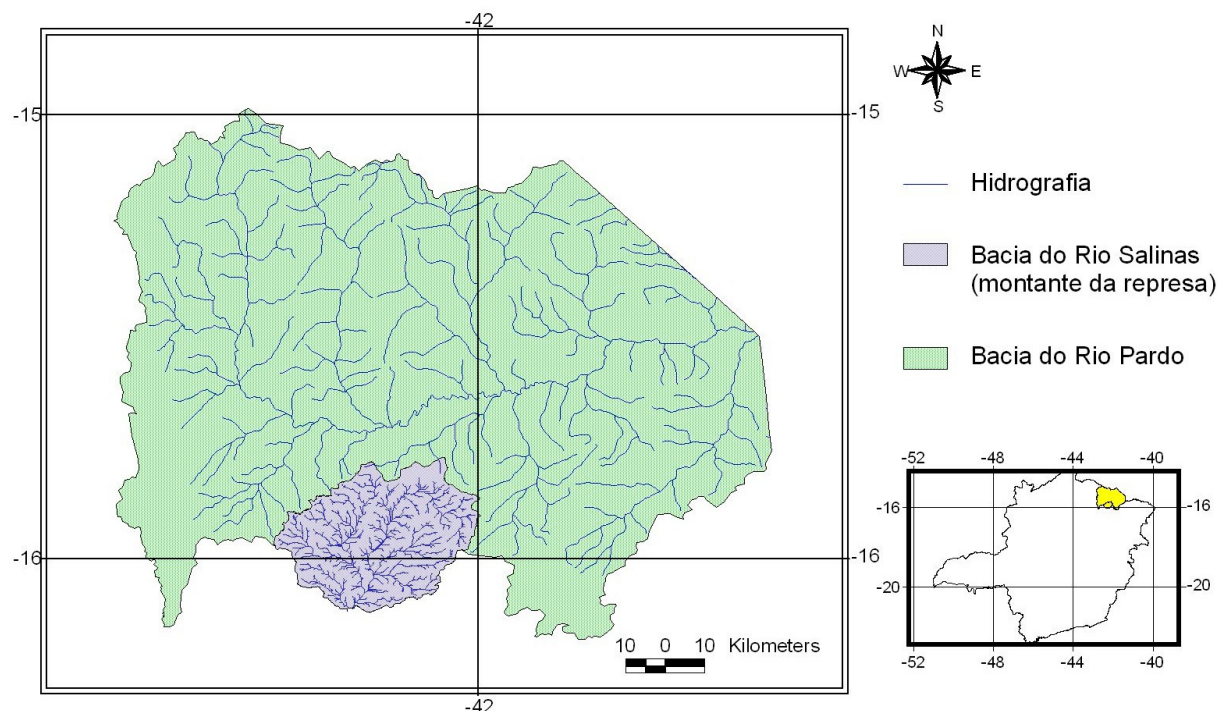 -42
N
W E
S
-15 -15
Hidrografia
Bacia do Rio Salinas
(montante da represa)
Bacia do Rio Pardo
-16 -16
10 0 10 Kilometers
-42
-52 -48 -44 -40
-16 -16
-20 -20
-52 -48 -44 -40